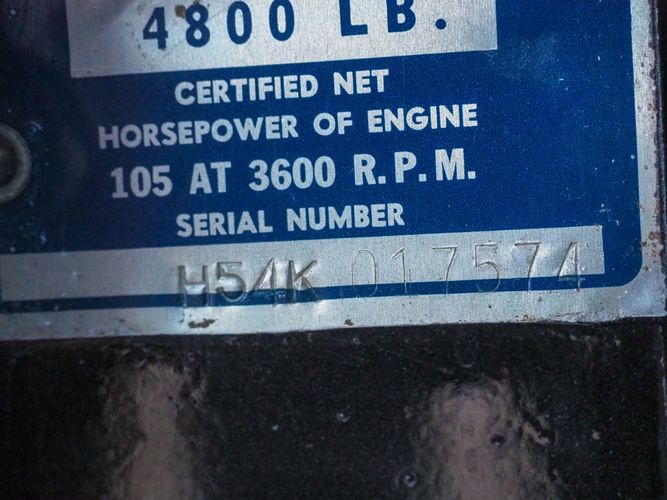 4800 LB.
CERTIFIED NET
HORSEPOWER OF ENGINE
105 AT 3600 R.P.M.
SERIAL NUMBER
H54K 017574